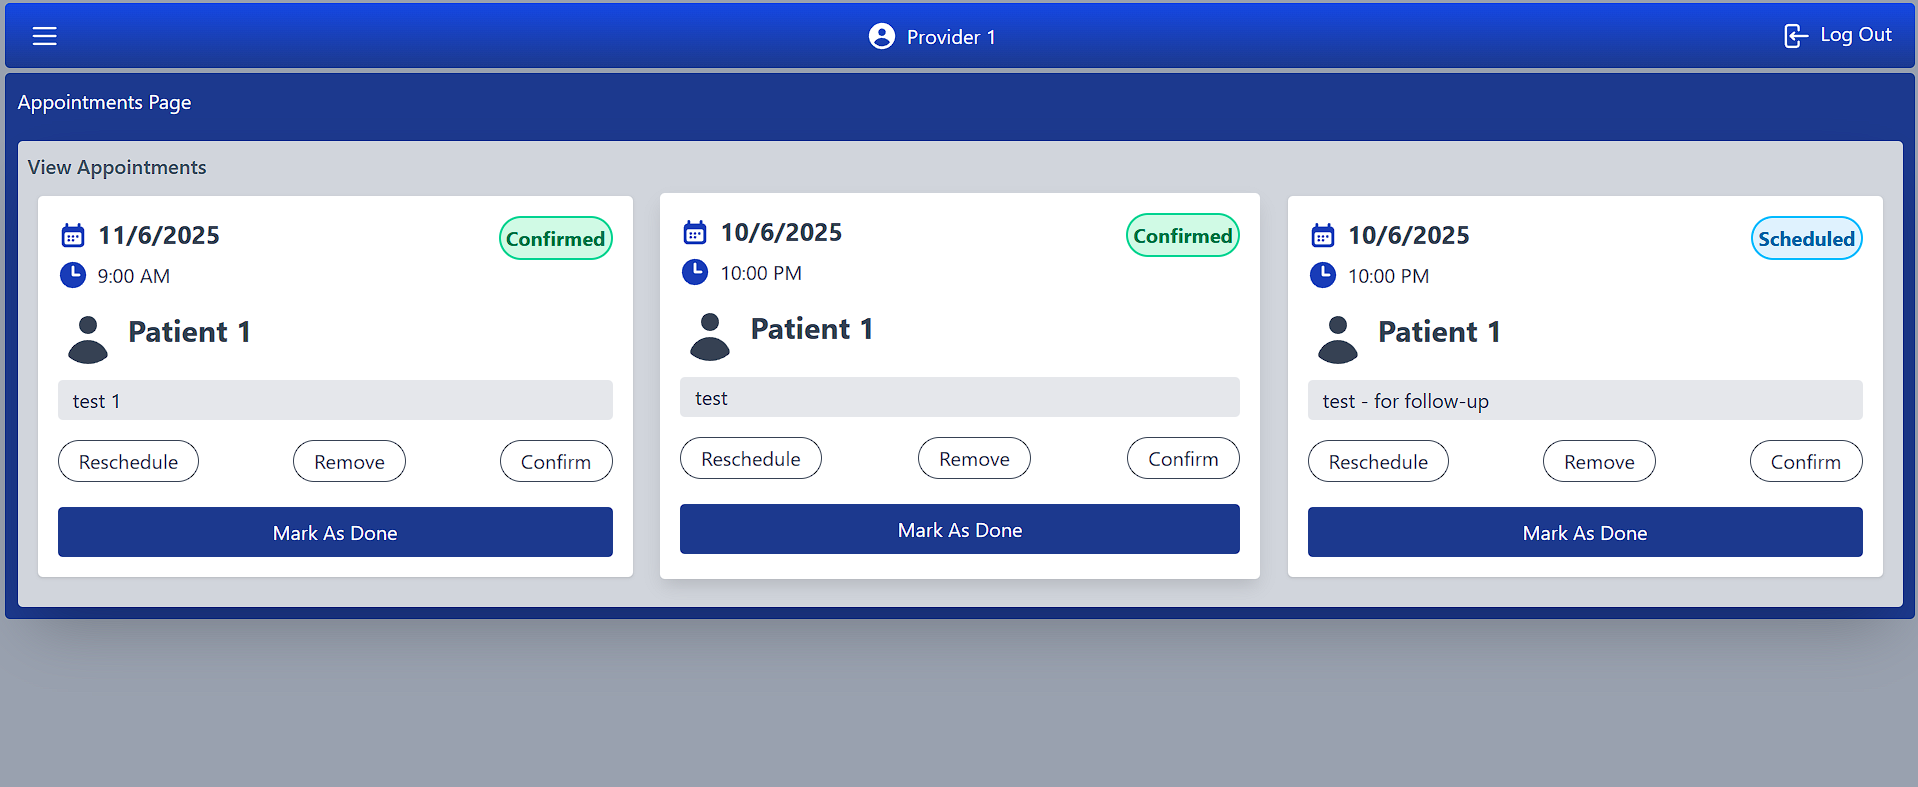 Provider 1
Log Out
Appointments Page
View Appointments
11/6/2025
Confirmed
9:00 AM
Patient 1
test 1
Reschedule
Remove
Confirm
Mark As Done
10/6/2025
Confirmed
10:00 PM
Patient 1
test
Reschedule
Remove
Confirm
Mark As Done
10/6/2025
Scheduled
10:00 PM
Patient 1
test - for follow-up
Reschedule
Remove
Confirm
Mark As Done